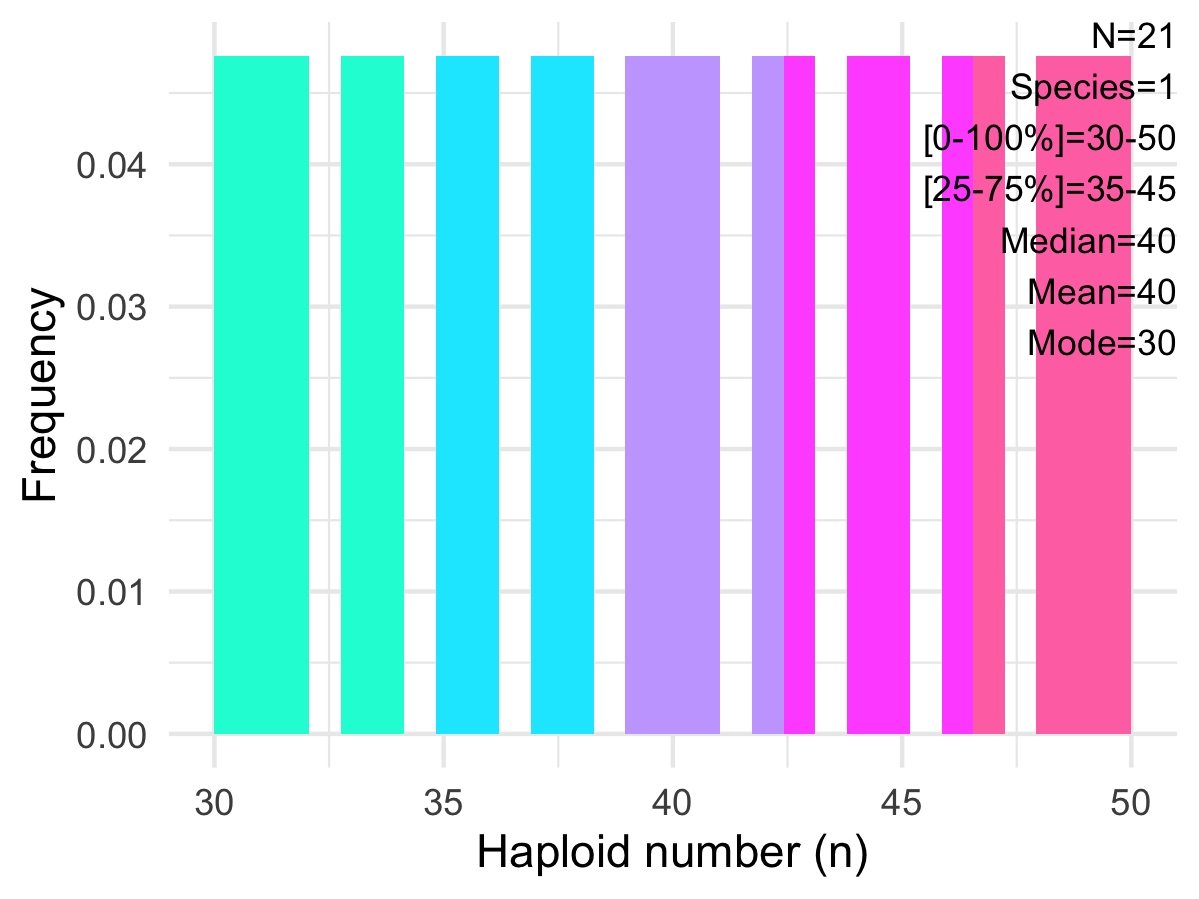 N=21
Species=1
[0-100%]=30-50
[25-75%]=35-45
Median=40
Mean=40
Mode=30
Frequency
0.04
0.03
0.02
0.01
0.00
30 35 40 45 50
Haploid number (n)